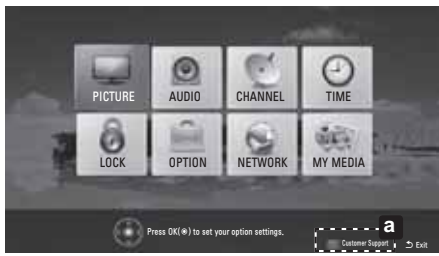 PICTURE AUDIO CHANNEL TIME
LOCK OPTION NETWORK MY MEDIA
a
Press OK(◉) to set your option settings.
Customer Support Exit